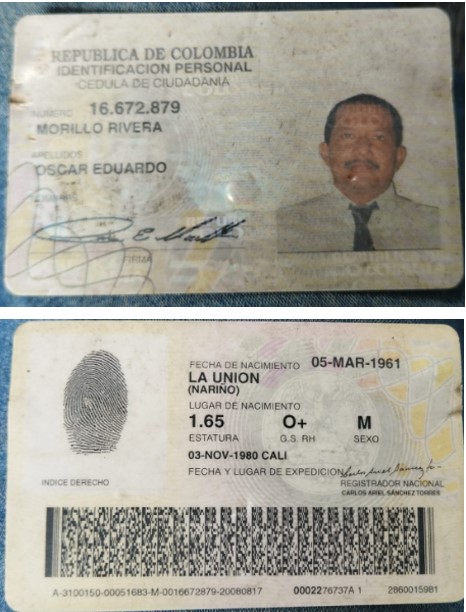 REPUBLICA DE COLOMBIA
IDENTIFICACION PERSONAL
CEDULA DE CIUDADANIA
NUMERO 16.672.879
MORILLO RIVERA
APELLIDOS
OSCAR EDUARDO
FIRMA
FECHA DE NACIMIENTO 05-MAR-1961
LA UNION
(NARIÑO)
LUGAR DE NACIMIENTO
1.65 O+ M
ESTATURA G.S. RH SEXO
03-NOV-1980 CALI
FECHA Y LUGAR DE EXPEDICION
INDICE DERECHO
REGISTRADOR NACIONAL
CARLOS ARIEL SÁNCHEZ TORRES
A-3100150-00051683-M-0016672879-20080817 0002276737A 1 2860015981